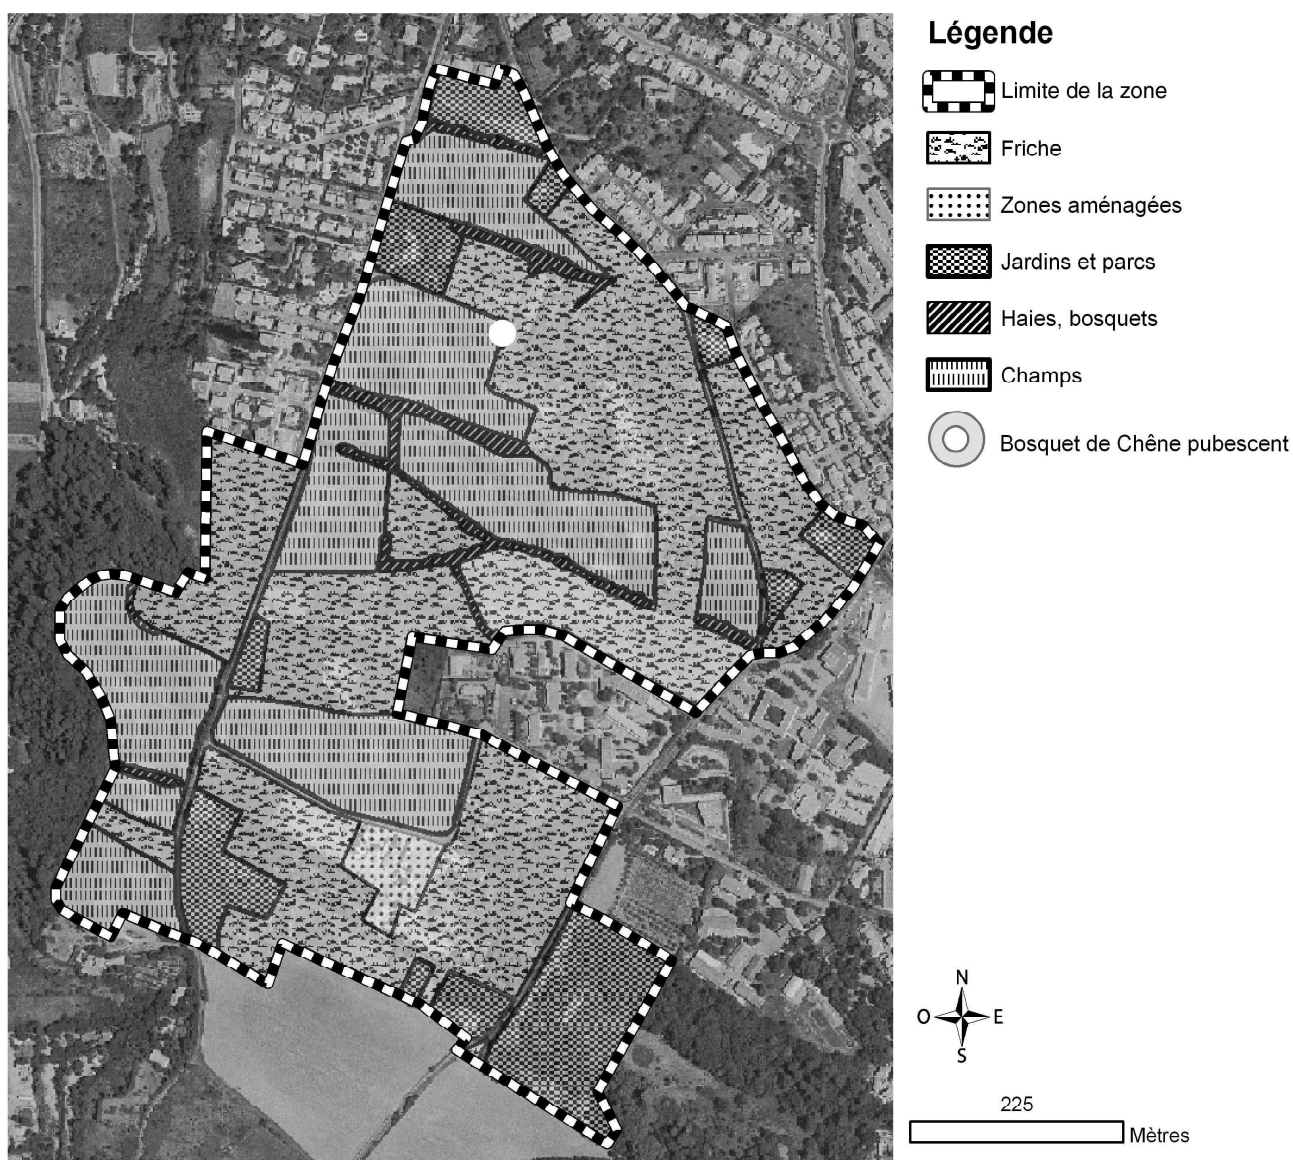 Légende
Limite de la zone
Friche
Zones aménagées
Jardins et parcs
Haies, bosquets
Champs
Bosquet de Chêne pubescent
N
O E
S
225
Mètres